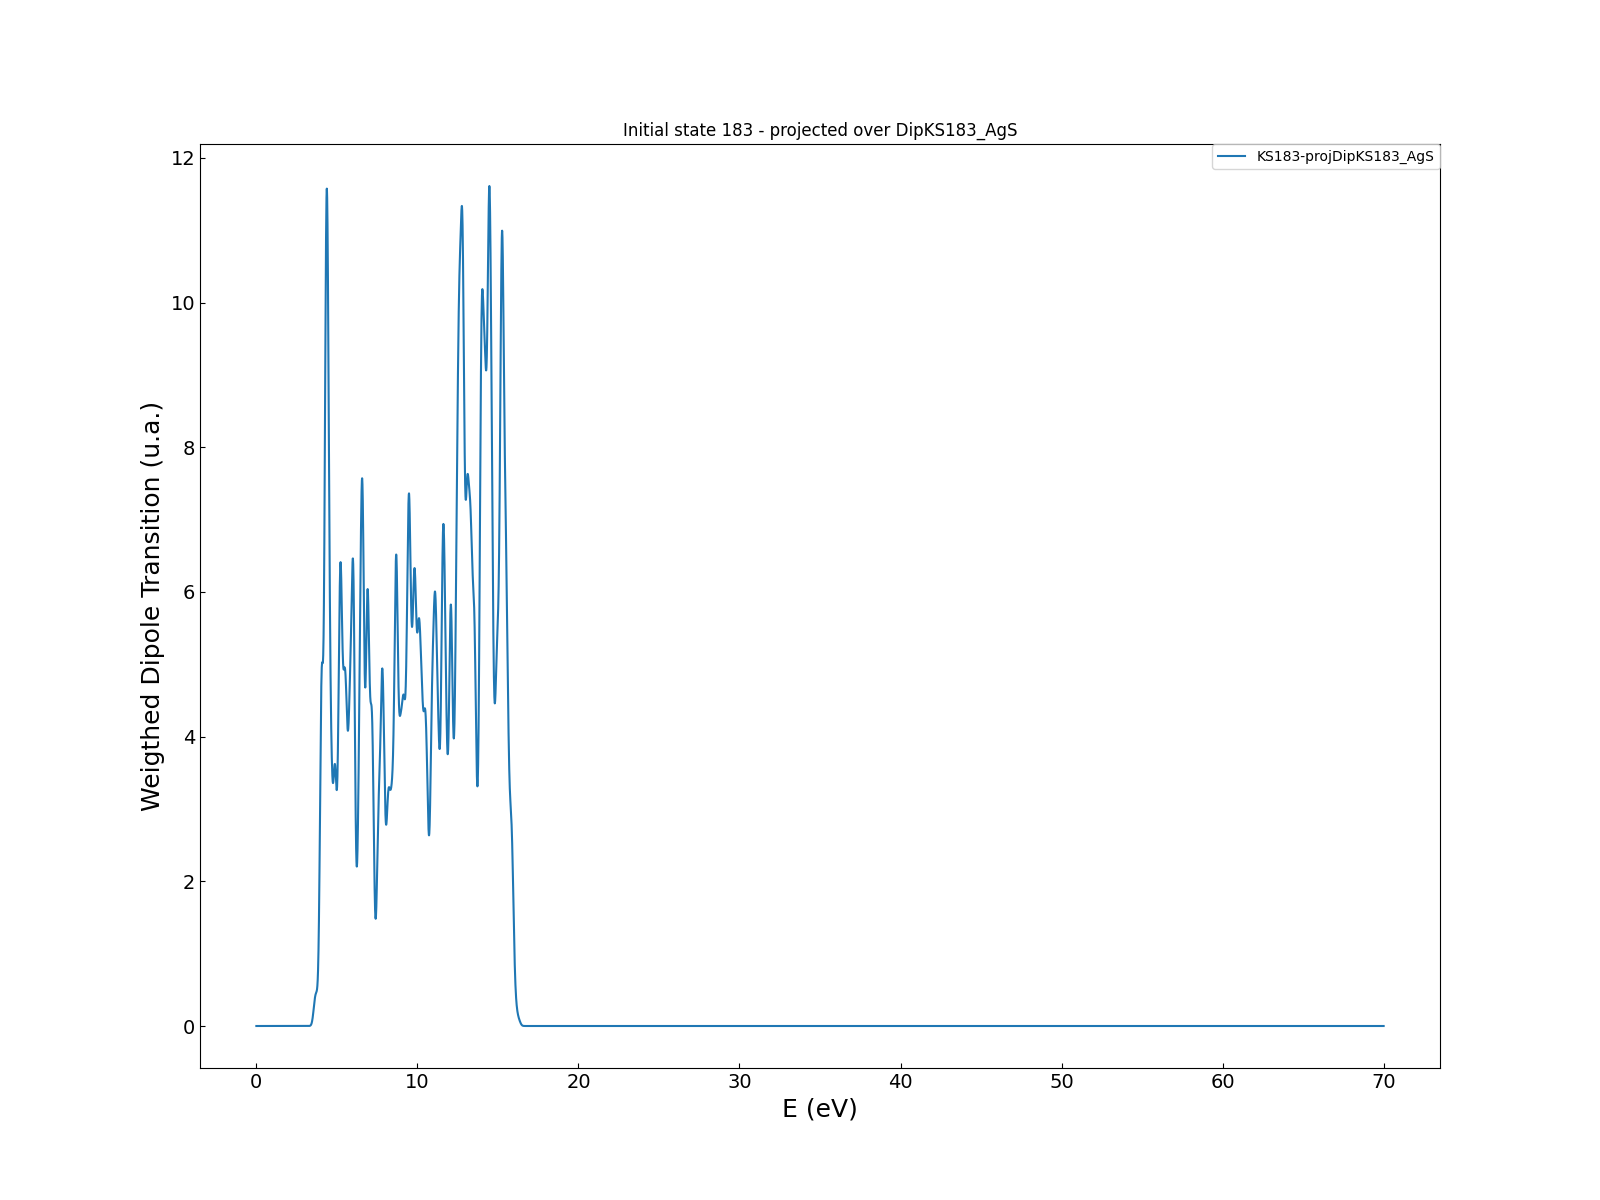 Initial state 183 - projected over DipKS183_AgS
KS183-projDipKS183_AgS
12
10
8
6
4
2
0
Weigthed Dipole Transition (u.a.)
0 10 20 30 40 50 60 70
E (eV)